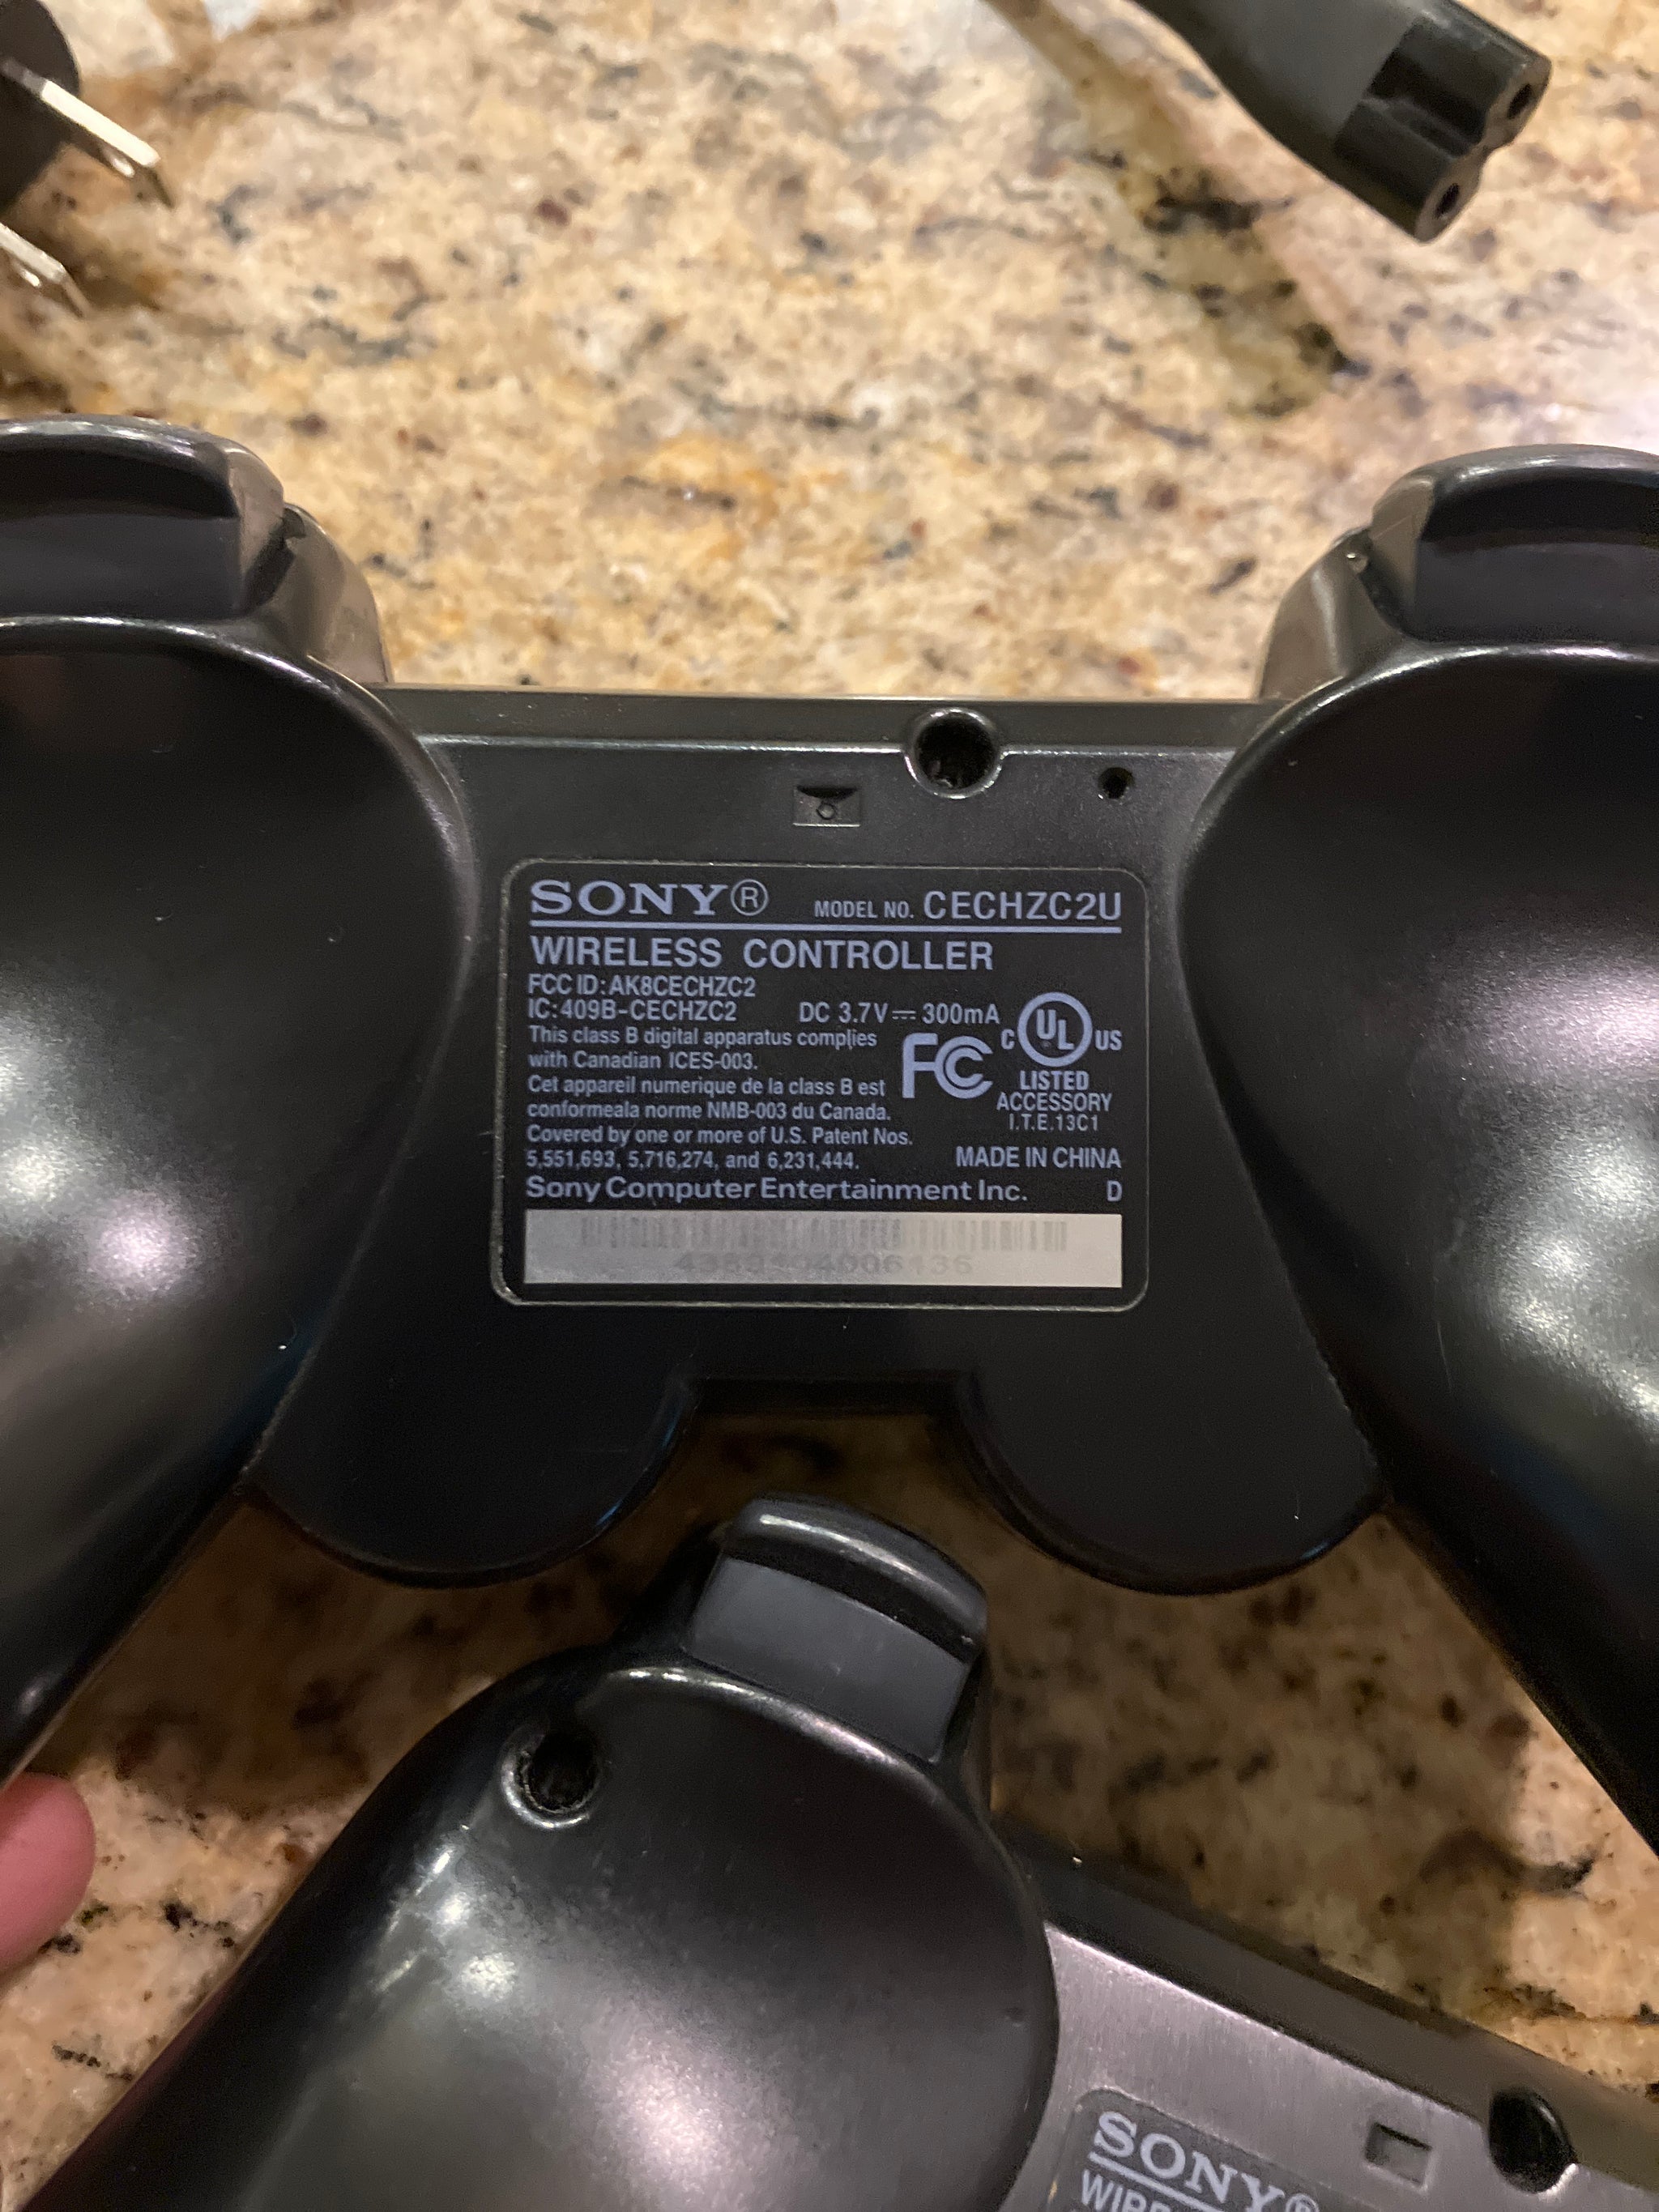 SONY® MODEL NO. CECHZC2U
WIRELESS CONTROLLER
FCC ID: AK8CECHZC2
IC: 409B-CECHZC2 DC 3.7V⎓300mA
C UL US
This class B digital apparatus complies
with Canadian ICES-003.
FC
LISTED
Cet appareil numerique de la class B est
ACCESSORY
conformeala norme NMB-003 du Canada.
I.T.E.13C1
Covered by one or more of U.S. Patent Nos.
5,551,693, 5,716,274, and 6,231,444. MADE IN CHINA
Sony Computer Entertainment Inc. D
SONY®